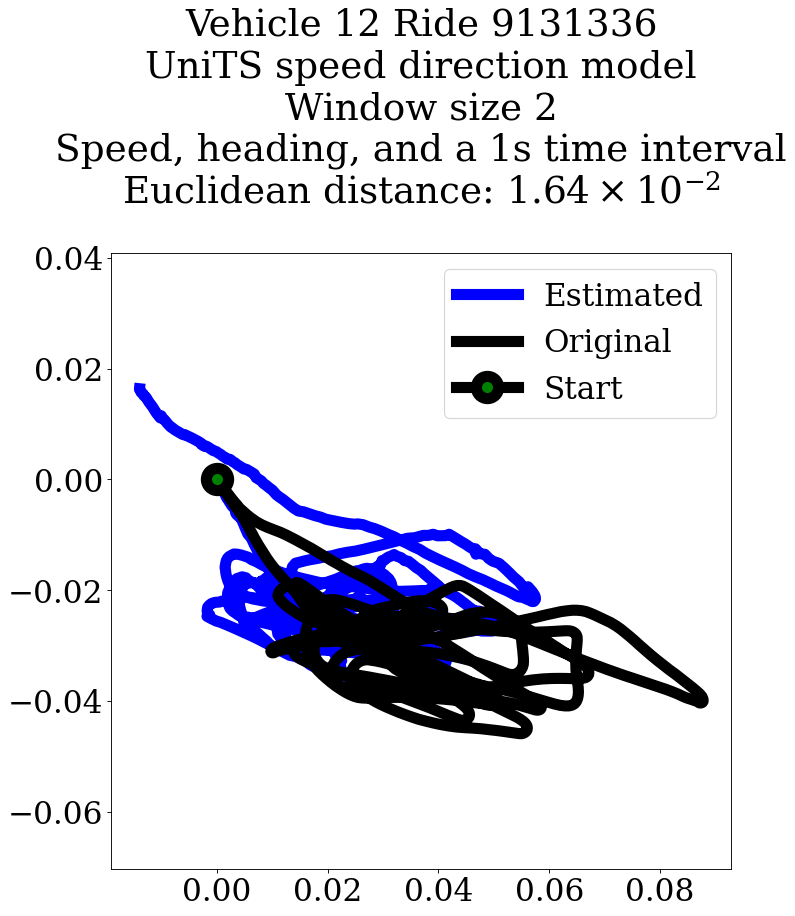 Vehicle 12 Ride 9131336
UniTS speed direction model
Window size 2
Speed, heading, and a 1s time interval
Euclidean distance: 1.64 × 10⁻²
0.04
0.02
0.00
−0.02
−0.04
−0.06
Estimated
Original
Start
0.00 0.02 0.04 0.06 0.08